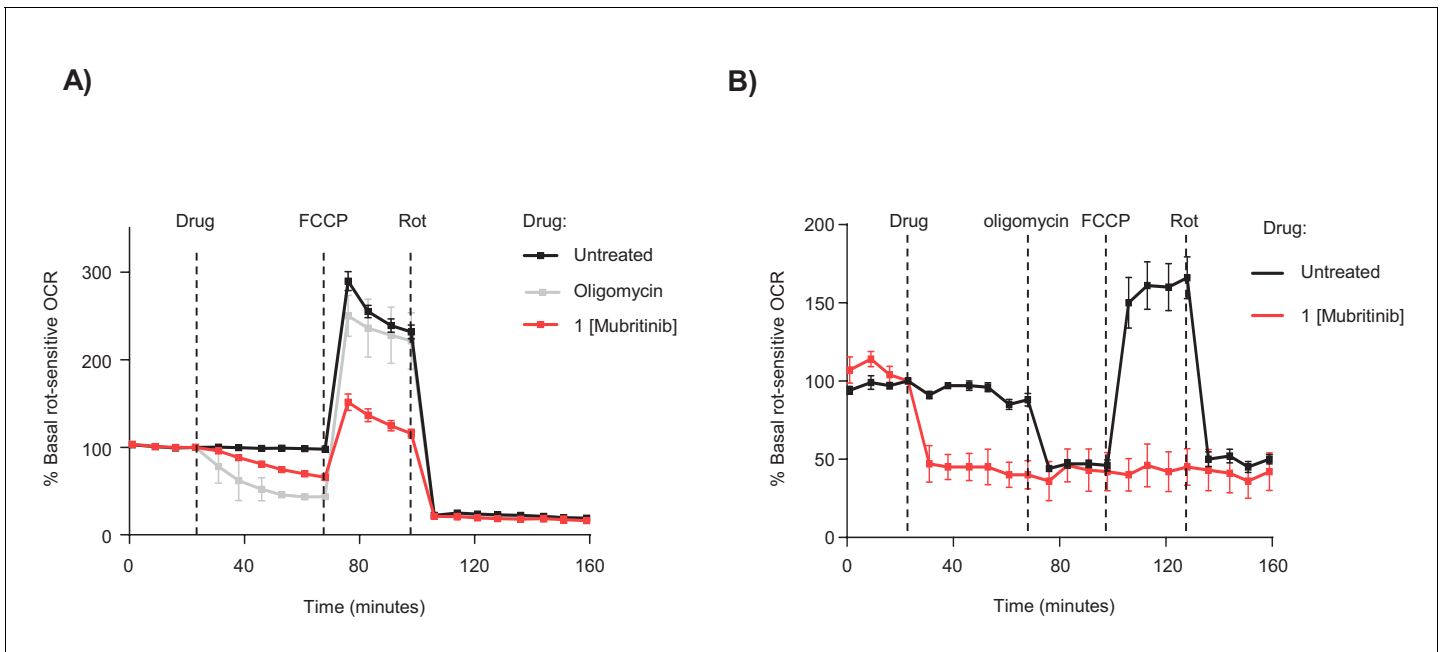 A)
Drug
FCCP
Rot
Drug:
Untreated
Oligomycin
1 [Mubritinib]
% Basal rot-sensitive OCR
300
200
100
0
0
40
80
120
160
Time (minutes)
B)
Drug
oligomycin
FCCP
Rot
Drug:
Untreated
1 [Mubritinib]
% Basal rot-sensitive OCR
200
150
100
50
0
0
40
80
120
160
Time (minutes)